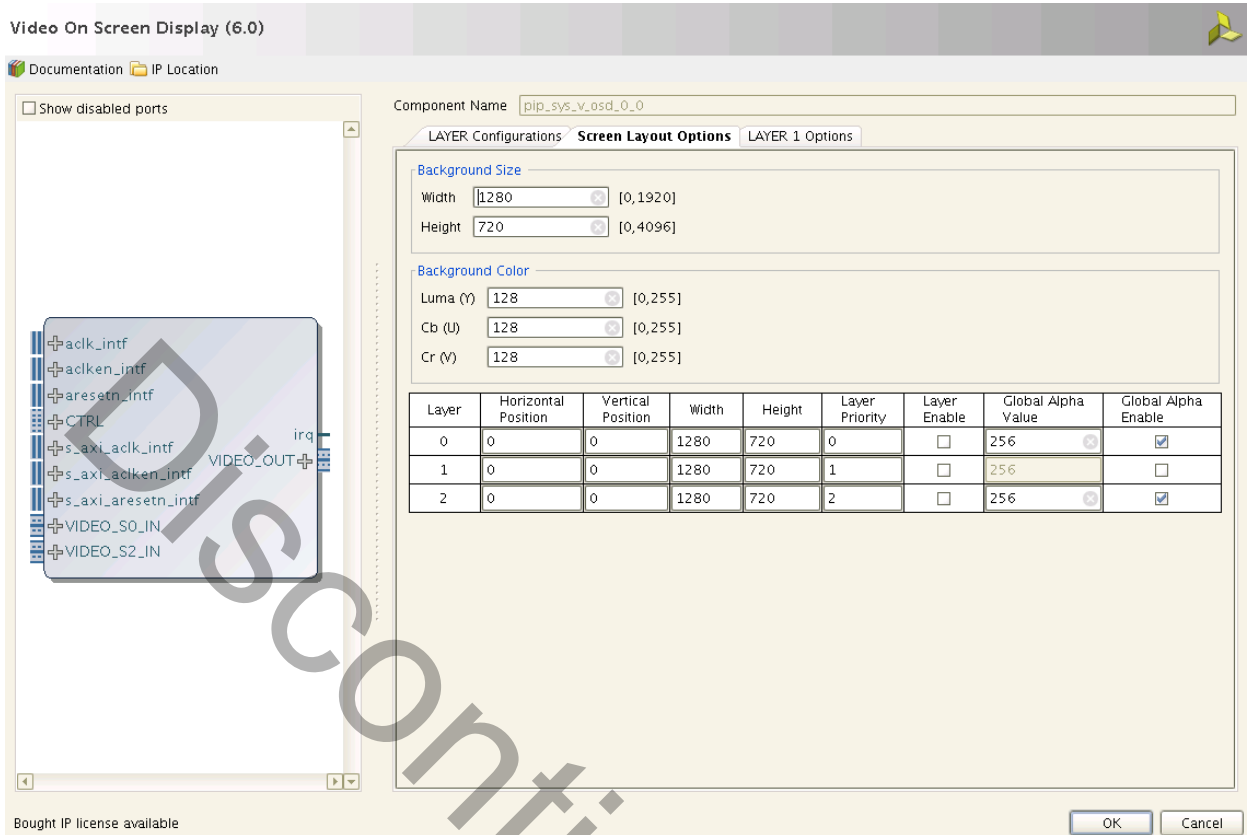 Video On Screen Display (6.0)
Documentation IP Location
Show disabled ports
aclk_intf
aclken_intf
aresetn_intf
CTRL
s_axi_aclk_intf
s_axi_aclken_intf
s_axi_aresetn_intf
VIDEO_S0_IN
VIDEO_S2_IN
irq
VIDEO_OUT
Component Name pip_sys_v_osd_0_0
LAYER Configurations Screen Layout Options LAYER 1 Options
Background Size
Width 1280 [0,1920]
Height 720 [0,4096]
Background Color
Luma (Y) 128 [0,255]
Cb (U) 128 [0,255]
Cr (V) 128 [0,255]
Layer Horizontal Position Vertical Position Width Height Layer Priority Layer Enable Global Alpha Value Global Alpha Enable
0 0 0 1280 720 0 256
1 0 0 1280 720 1 256
2 0 0 1280 720 2 256
Bought IP license available
OK Cancel
Disconti